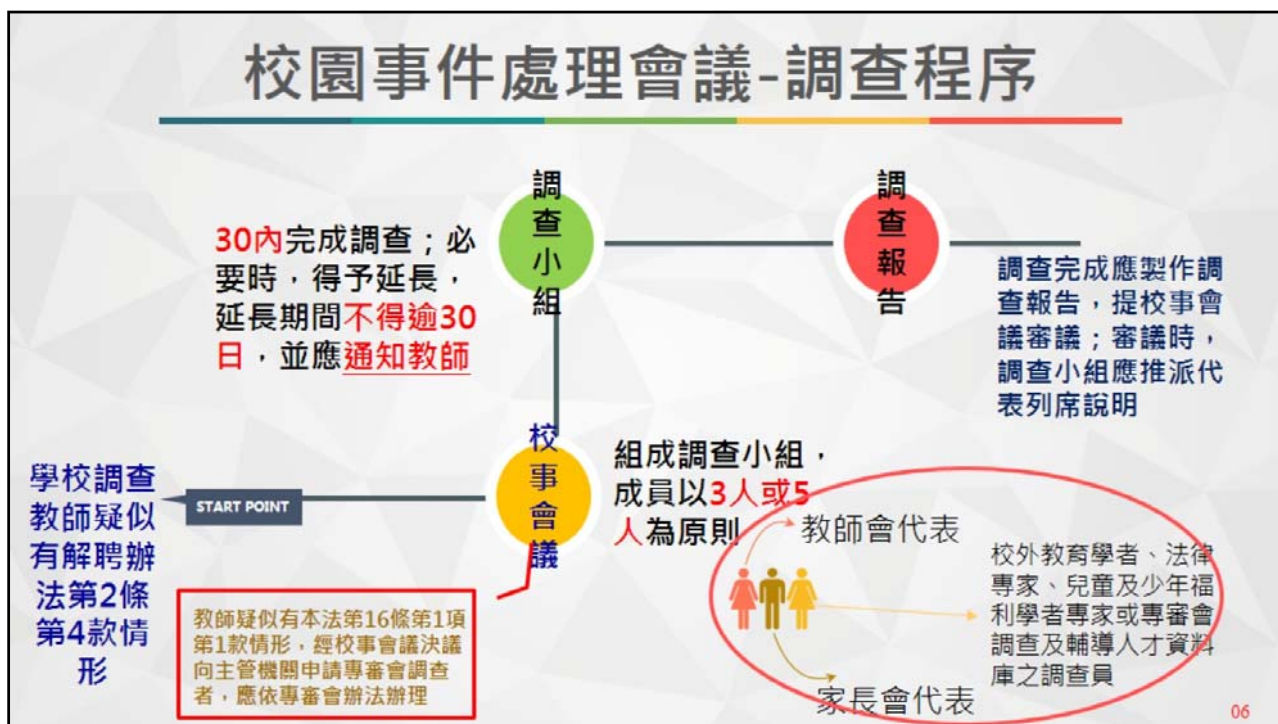 校園事件處理會議-調查程序
調查小組
調查報告
30內完成調查；必
要時，得予延長，
延長期間不得逾30
日，並應通知教師
調查完成應製作調
查報告，提校事會
議審議；審議時，
調查小組應推派代
表列席說明
學校調查
教師疑似
有解聘辦
法第2條
第4款情
形
START POINT
校事會議
組成調查小組，
成員以3人或5
人為原則
教師疑似有本法第16條第1項
第1款情形，經校事會議決議
向主管機關申請專審會調查
者，應依專審會辦法辦理
教師會代表
校外教育學者、法律
專家、兒童及少年福
利學者專家或專審會
調查及輔導人才資料
庫之調查員
家長會代表
06